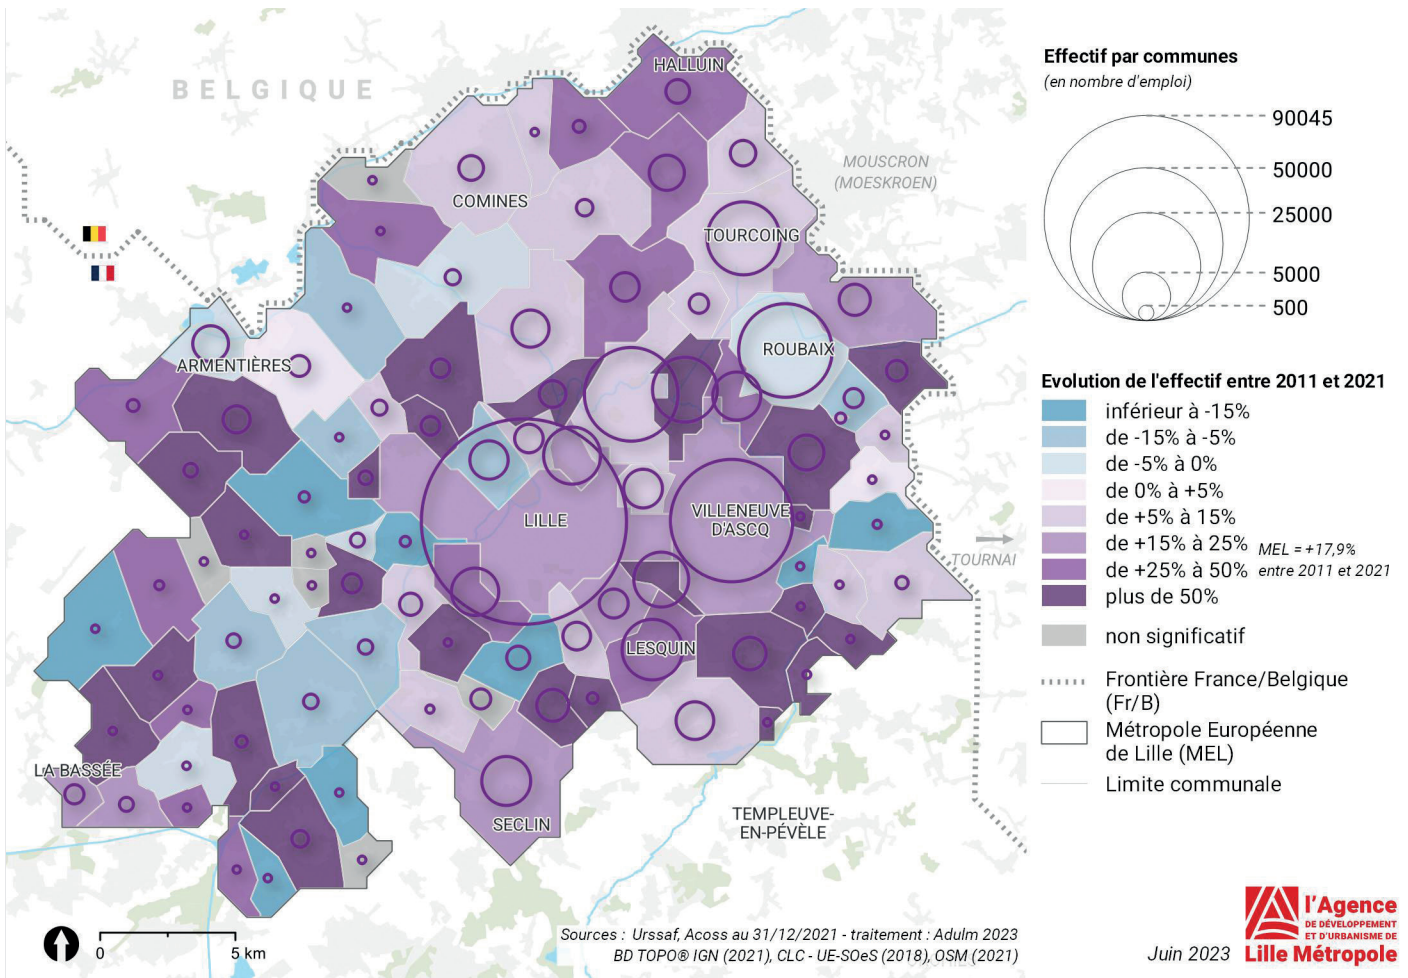 BELGIQUE
HALLUIN
MOUSCRON
(MOESKROEN)
COMINES
TOURCOING
ARMENTIÈRES
ROUBAIX
LILLE
VILLENEUVE
D'ASCQ
TOURNAI
LESQUIN
LA BASSÉE
SECLIN
TEMPLEUVE-
EN-PÉVÈLE
0
5 km
Sources : Urssaf, Acoss au 31/12/2021 - traitement : Adulm 2023
BD TOPO® IGN (2021), CLC - UE-SOeS (2018), OSM (2021)
Effectif par communes
(en nombre d'emploi)
90045
50000
25000
5000
500
Evolution de l'effectif entre 2011 et 2021
inférieur à -15%
de -15% à -5%
de -5% à 0%
de 0% à +5%
de +5% à 15%
de +15% à 25%
MEL = +17,9%
entre 2011 et 2021
de +25% à 50%
plus de 50%
non significatif
Frontière France/Belgique
(Fr/B)
Métropole Européenne
de Lille (MEL)
Limite communale
Juin 2023
l'Agence
DE DÉVELOPPEMENT
ET D'URBANISME DE
Lille Métropole